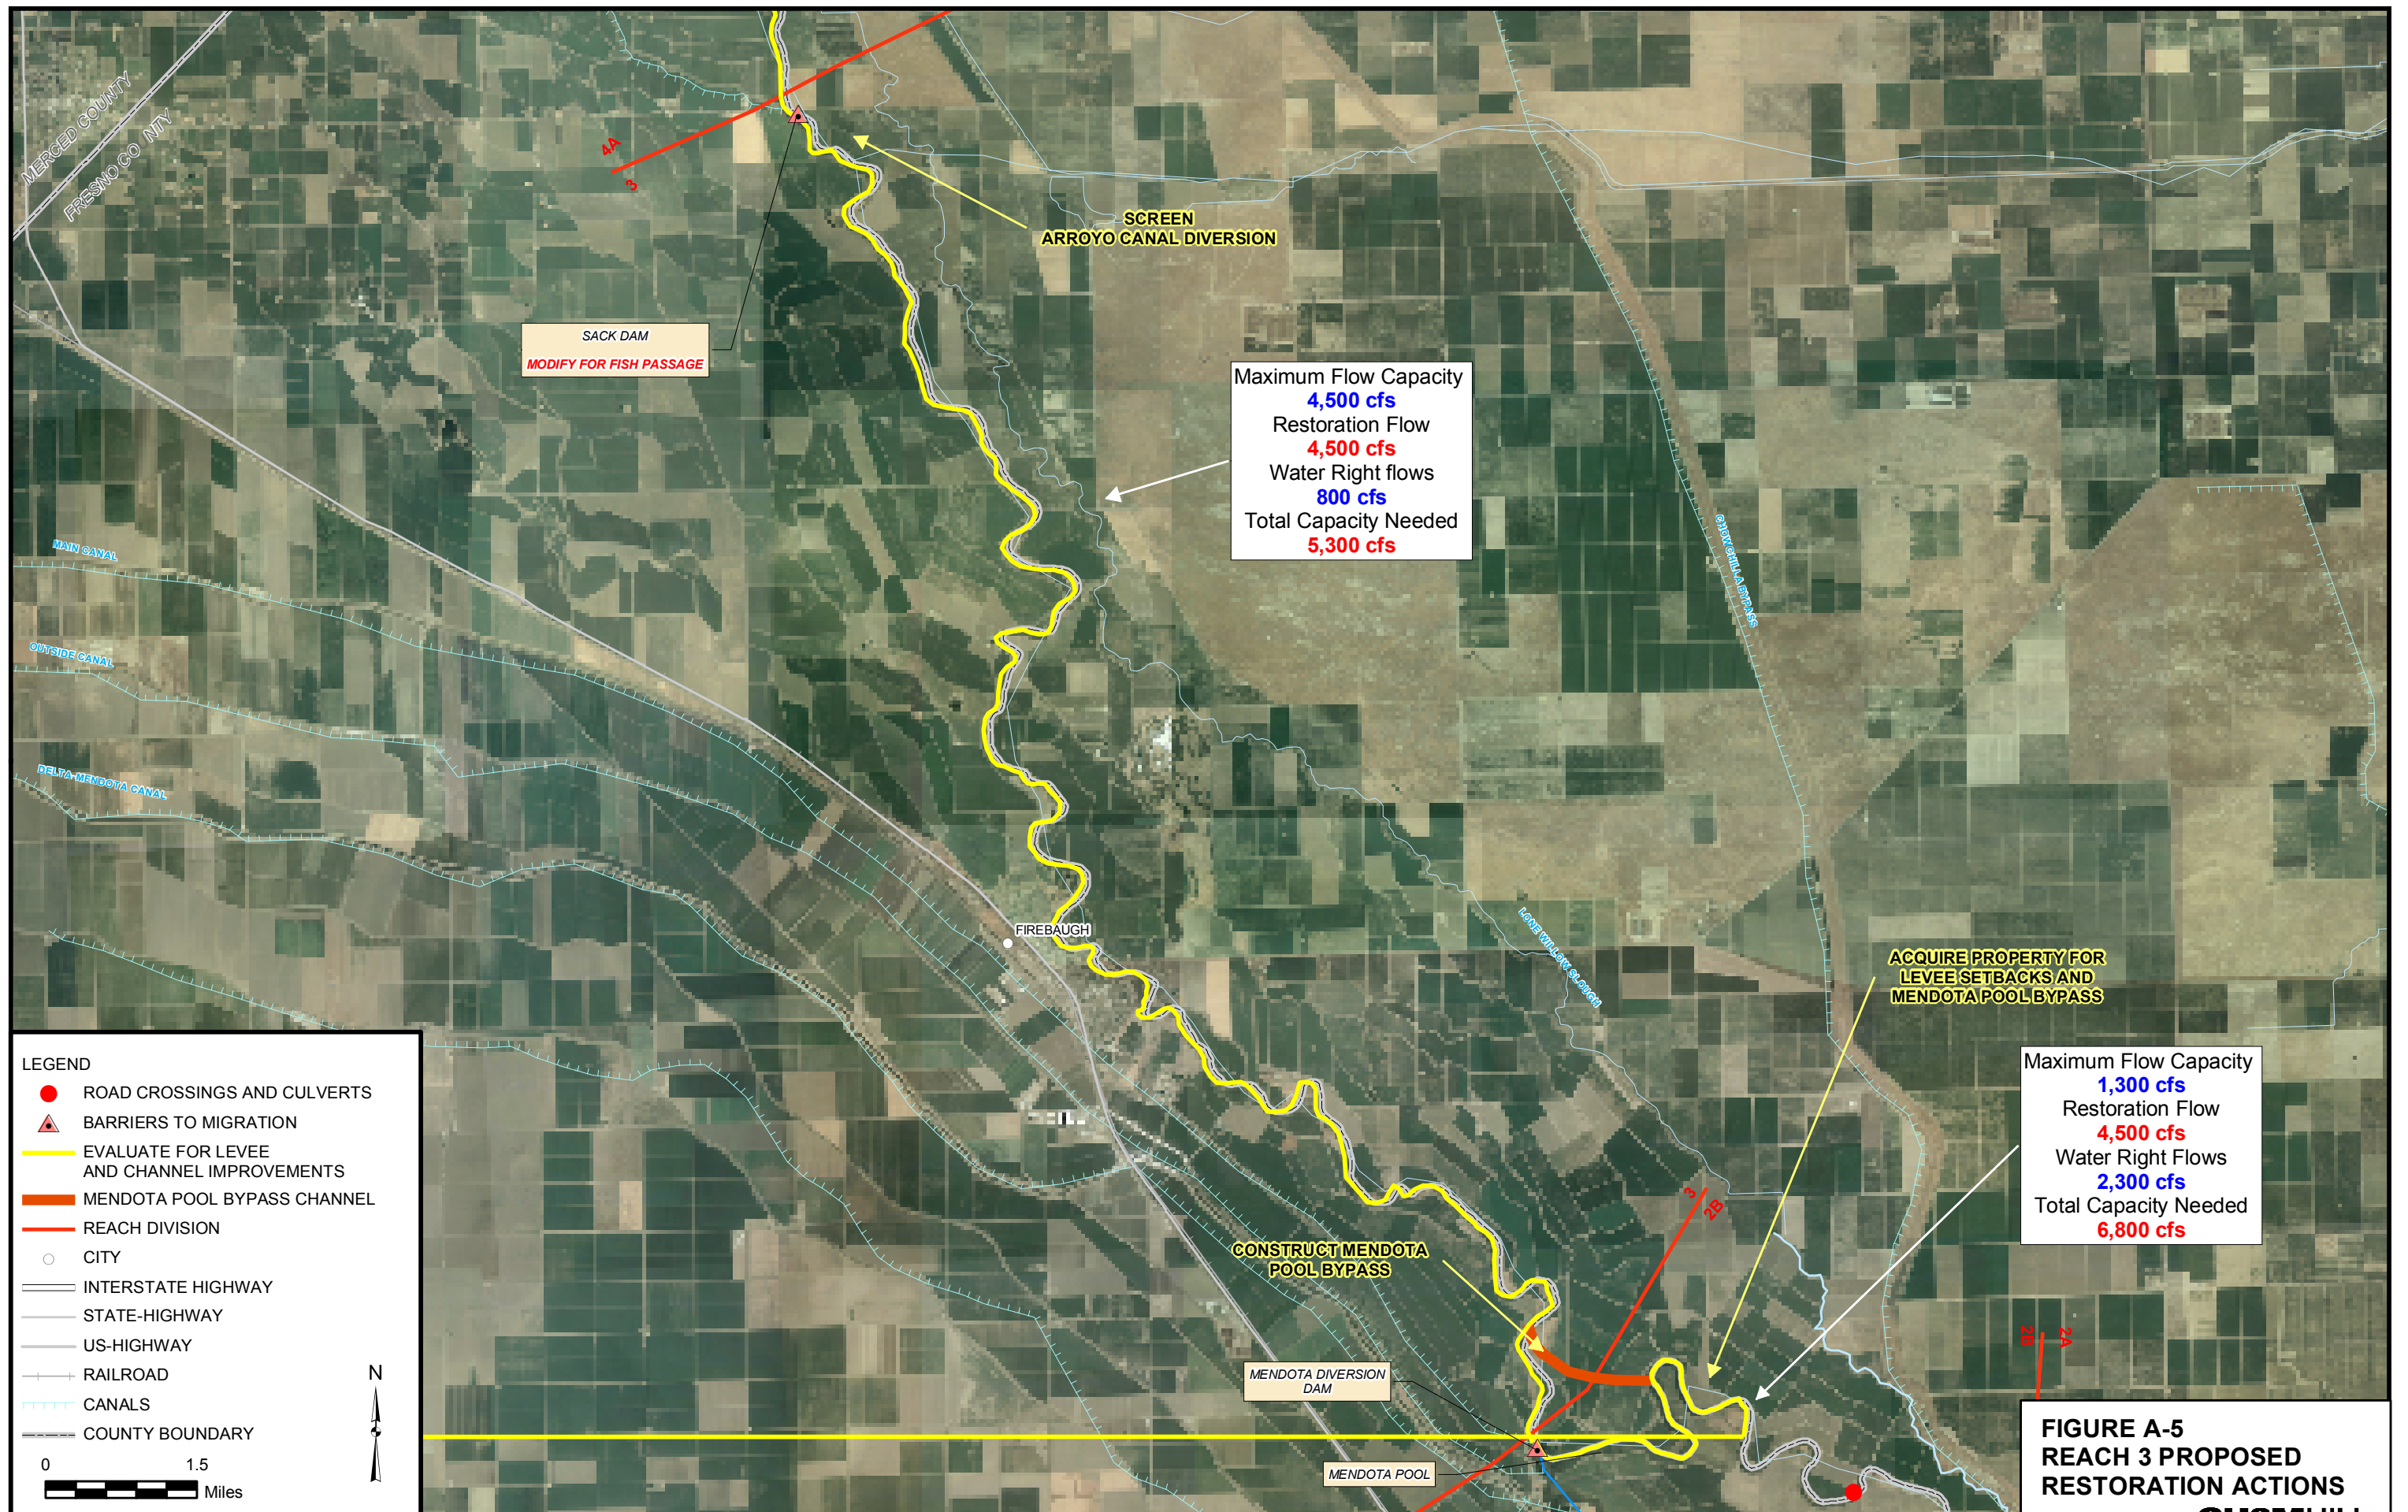 MERCED COUNTY
FRESNO CO NTY
4A
3
SCREEN
ARROYO CANAL DIVERSION
SACK DAM
MODIFY FOR FISH PASSAGE
Maximum Flow Capacity
4,500 cfs
Restoration Flow
4,500 cfs
Water Right flows
800 cfs
Total Capacity Needed
5,300 cfs
MAIN CANAL
OUTSIDE CANAL
DELTA-MENDOTA CANAL
CHOWCHILLA BYPASS
FIREBAUGH
LONE WILLOW SLOUGH
ACQUIRE PROPERTY FOR
LEVEE SETBACKS AND
MENDOTA POOL BYPASS
Maximum Flow Capacity
1,300 cfs
Restoration Flow
4,500 cfs
Water Right Flows
2,300 cfs
Total Capacity Needed
6,800 cfs
3
2B
CONSTRUCT MENDOTA
POOL BYPASS
2B
2A
MENDOTA DIVERSION
DAM
MENDOTA POOL
LEGEND
ROAD CROSSINGS AND CULVERTS
BARRIERS TO MIGRATION
EVALUATE FOR LEVEE
AND CHANNEL IMPROVEMENTS
MENDOTA POOL BYPASS CHANNEL
REACH DIVISION
CITY
INTERSTATE HIGHWAY
STATE-HIGHWAY
US-HIGHWAY
RAILROAD
CANALS
COUNTY BOUNDARY
N
0 1.5
Miles
FIGURE A-5
REACH 3 PROPOSED
RESTORATION ACTIONS